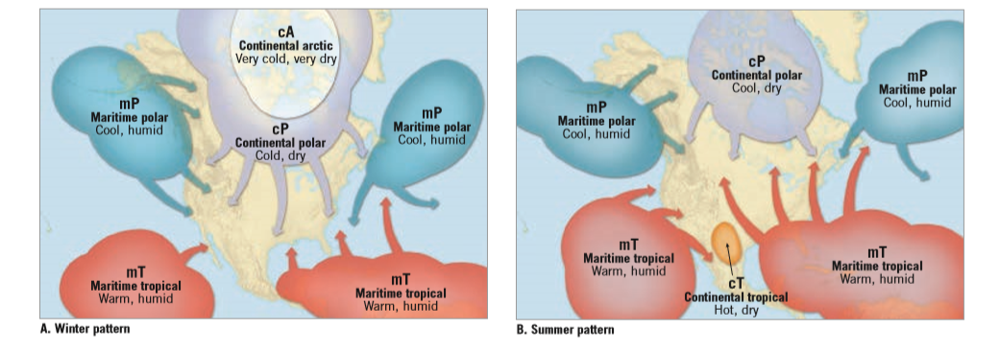 cA
Continental arctic
Very cold, very dry
mP
Maritime polar
Cool, humid
cP
Continental polar
Cold, dry
mP
Maritime polar
Cool, humid
mT
Maritime tropical
Warm, humid
mT
Maritime tropical
Warm, humid
A. Winter pattern
cP
Continental polar
Cool, dry
mP
Maritime polar
Cool, humid
mP
Maritime polar
Cool, humid
mT
Maritime tropical
Warm, humid
mT
Maritime tropical
Warm, humid
cT
Continental tropical
Hot, dry
B. Summer pattern